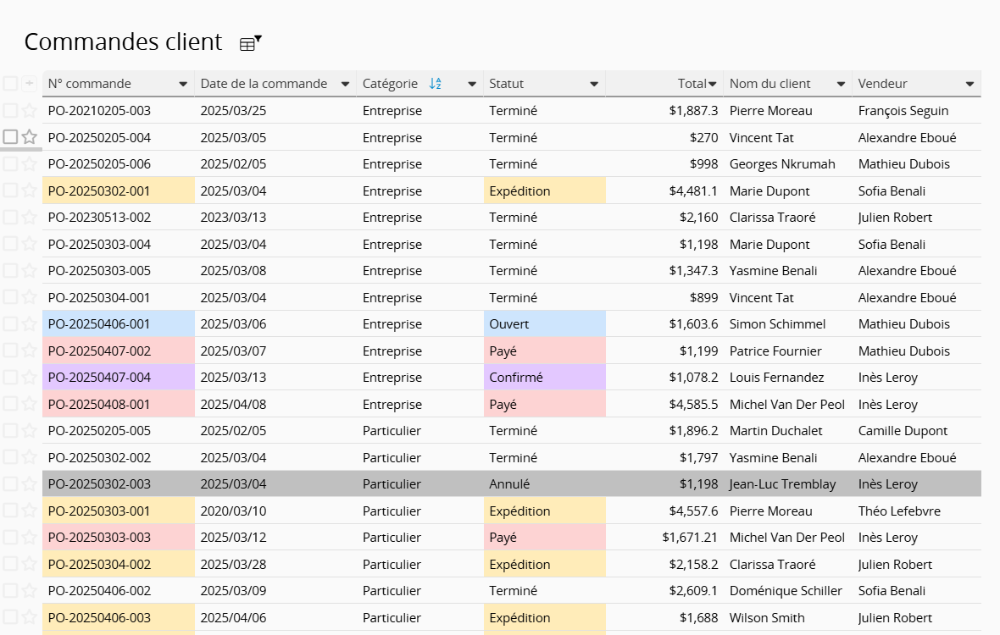 Commandes client
N° commande Date de la commande Catégorie Statut Total Nom du client Vendeur
PO-20210205-003 2025/03/25 Entreprise Terminé $1,887.3 Pierre Moreau François Seguin
PO-20250205-004 2025/03/05 Entreprise Terminé $270 Vincent Tat Alexandre Eboué
PO-20250205-006 2025/02/05 Entreprise Terminé $998 Georges Nkrumah Mathieu Dubois
PO-20250302-001 2025/03/04 Entreprise Expédition $4,481.1 Marie Dupont Sofia Benali
PO-20230513-002 2023/03/13 Entreprise Terminé $2,160 Clarissa Traoré Julien Robert
PO-20250303-004 2025/03/04 Entreprise Terminé $1,198 Marie Dupont Sofia Benali
PO-20250303-005 2025/03/08 Entreprise Terminé $1,347.3 Yasmine Benali Alexandre Eboué
PO-20250304-001 2025/03/04 Entreprise Terminé $899 Vincent Tat Alexandre Eboué
PO-20250406-001 2025/03/06 Entreprise Ouvert $1,603.6 Simon Schimmel Mathieu Dubois
PO-20250407-002 2025/03/07 Entreprise Payé $1,199 Patrice Fournier Mathieu Dubois
PO-20250407-004 2025/03/13 Entreprise Confirmé $1,078.2 Louis Fernandez Inès Leroy
PO-20250408-001 2025/04/08 Entreprise Payé $4,585.5 Michel Van Der Peol Inès Leroy
PO-20250205-005 2025/02/05 Particulier Terminé $1,896.2 Martin Duchalet Camille Dupont
PO-20250302-002 2025/03/04 Particulier Terminé $1,797 Yasmine Benali Alexandre Eboué
PO-20250302-003 2025/03/04 Particulier Annulé $1,198 Jean-Luc Tremblay Inès Leroy
PO-20250303-001 2020/03/10 Particulier Expédition $4,557.6 Pierre Moreau Théo Lefebvre
PO-20250303-003 2025/03/12 Particulier Payé $1,671.21 Michel Van Der Peol Inès Leroy
PO-20250304-002 2025/03/28 Particulier Expédition $2,158.2 Clarissa Traoré Julien Robert
PO-20250406-002 2025/03/09 Particulier Terminé $2,609.1 Doménique Schiller Sofia Benali
PO-20250406-003 2025/04/06 Particulier Expédition $1,688 Wilson Smith Julien Robert